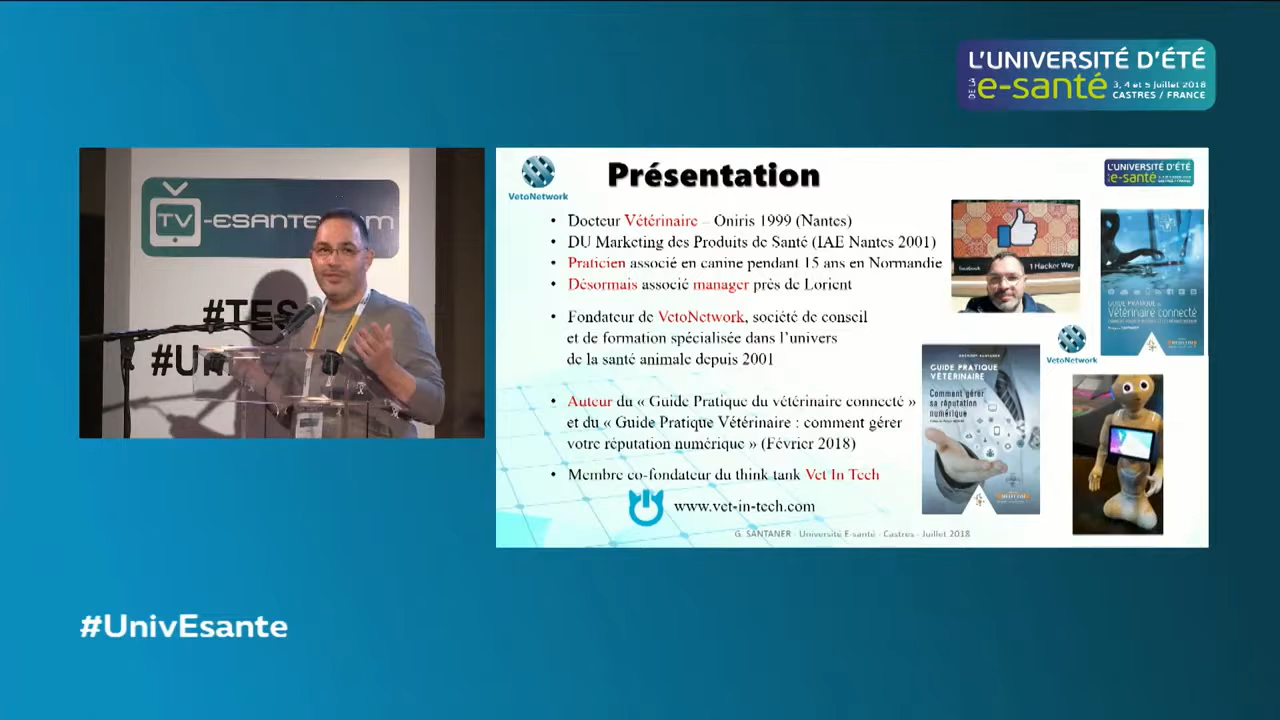 L'UNIVERSITÉ D'ÉTÉ
DE LA e-santé
3, 4 et 5 juillet 2018
CASTRES / FRANCE
TV-ESANTE.COM
#TES
#Un
VetoNetwork
Présentation
L'UNIVERSITÉ D'ÉTÉ
e-santé
• Docteur Vétérinaire – Oniris 1999 (Nantes)
• DU Marketing des Produits de Santé (IAE Nantes 2001)
• Praticien associé en canine pendant 15 ans en Normandie
• Désormais associé manager près de Lorient
• Fondateur de VetoNetwork, société de conseil
et de formation spécialisée dans l'univers
de la santé animale depuis 2001
• Auteur du « Guide Pratique du vétérinaire connecté »
et du « Guide Pratique Vétérinaire : comment gérer
votre réputation numérique » (Février 2018)
• Membre co-fondateur du think tank Vet In Tech
www.vet-in-tech.com
facebook
1 Hacker Way
GUIDE PRATIQUE DU
Vétérinaire connecté
VetoNetwork
GUIDE PRATIQUE
VÉTÉRINAIRE
Comment gérer
sa réputation
numérique
G. SANTANER - Université E-santé - Castres - Juillet 2018
#UnivEsante